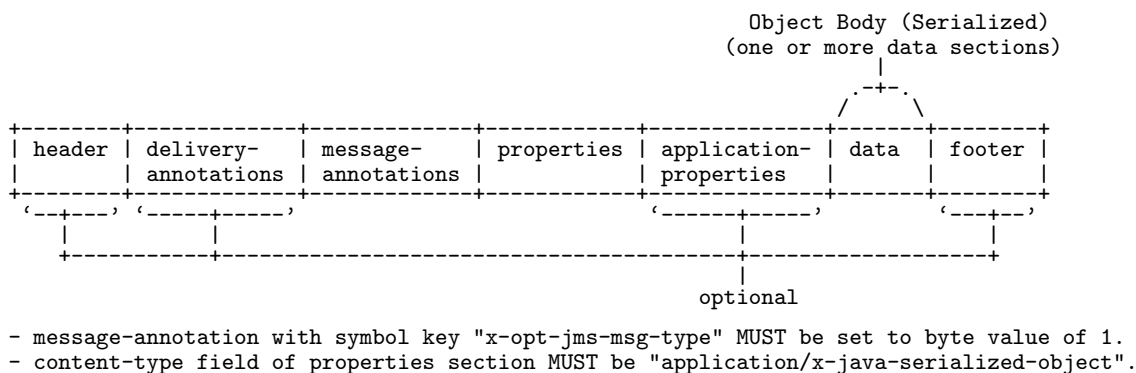 Object Body (Serialized)
(one or more data sections)
header | delivery- | message- | properties | application- | data | footer
annotations | annotations | properties
optional
- message-annotation with symbol key "x-opt-jms-msg-type" MUST be set to byte value of 1.
- content-type field of properties section MUST be "application/x-java-serialized-object".